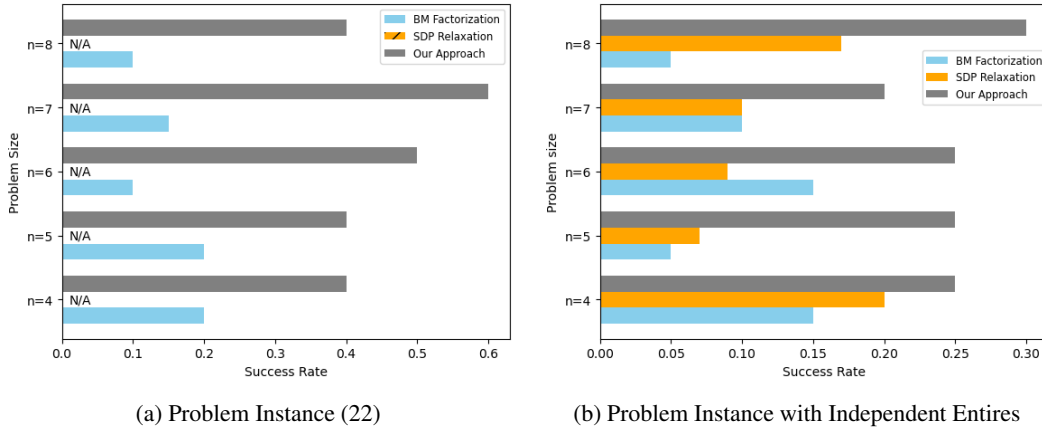 BM Factorization
SDP Relaxation
Our Approach
Problem Size
n=8
N/A
n=7
N/A
n=6
N/A
n=5
N/A
n=4
N/A
0.0 0.1 0.2 0.3 0.4 0.5 0.6
Success Rate
(a) Problem Instance (22)
BM Factorization
SDP Relaxation
Our Approach
Problem size
n=8
n=7
n=6
n=5
n=4
0.00 0.05 0.10 0.15 0.20 0.25 0.30
Success Rate
(b) Problem Instance with Independent Entires